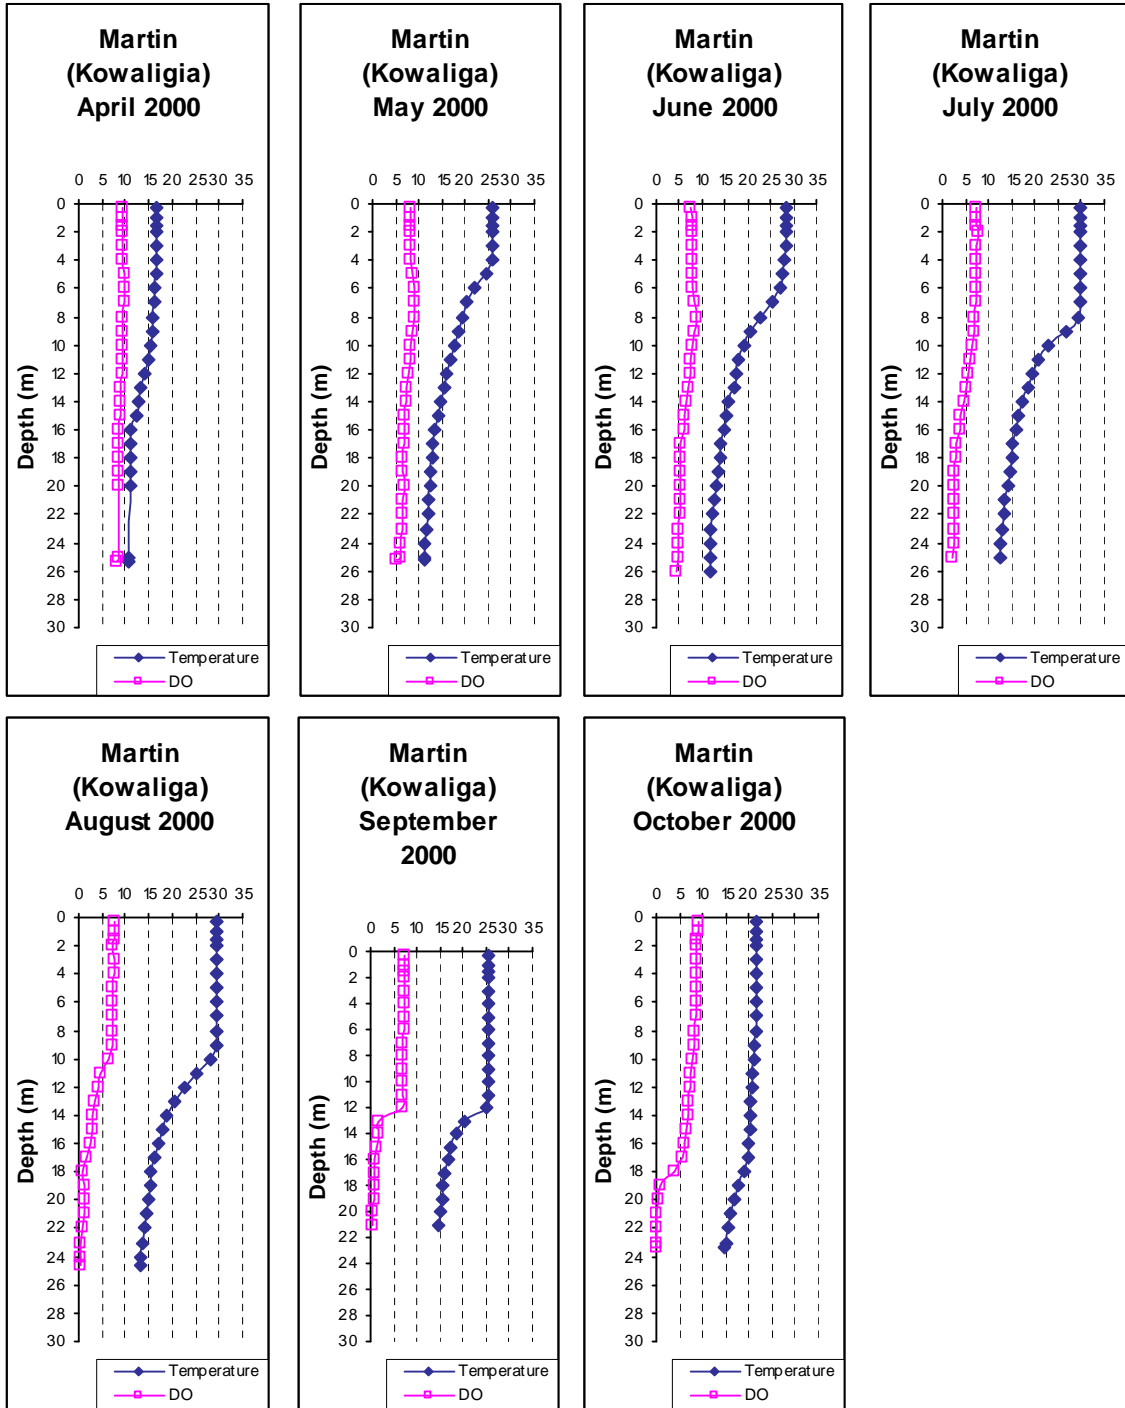 Martin
(Kowaligia)
April 2000
0 5 10 15 20 25 30 35
0
2
4
6
8
10
12
14
16
18
20
22
24
26
28
30
Depth (m)
Temperature
DO
Martin
(Kowaliga)
May 2000
0 5 10 15 20 25 30 35
0
2
4
6
8
10
12
14
16
18
20
22
24
26
28
30
Depth (m)
Temperature
DO
Martin
(Kowaliga)
June 2000
0 5 10 15 20 25 30 35
0
2
4
6
8
10
12
14
16
18
20
22
24
26
28
30
Depth (m)
Temperature
DO
Martin
(Kowaliga)
July 2000
0 5 10 15 20 25 30 35
0
2
4
6
8
10
12
14
16
18
20
22
24
26
28
30
Depth (m)
Temperature
DO
Martin
(Kowaliga)
August 2000
0 5 10 15 20 25 30 35
0
2
4
6
8
10
12
14
16
18
20
22
24
26
28
30
Depth (m)
Temperature
DO
Martin
(Kowaliga)
September
2000
0 5 10 15 20 25 30 35
0
2
4
6
8
10
12
14
16
18
20
22
24
26
28
30
Depth (m)
Temperature
DO
Martin
(Kowaliga)
October 2000
0 5 10 15 20 25 30 35
0
2
4
6
8
10
12
14
16
18
20
22
24
26
28
30
Depth (m)
Temperature
DO